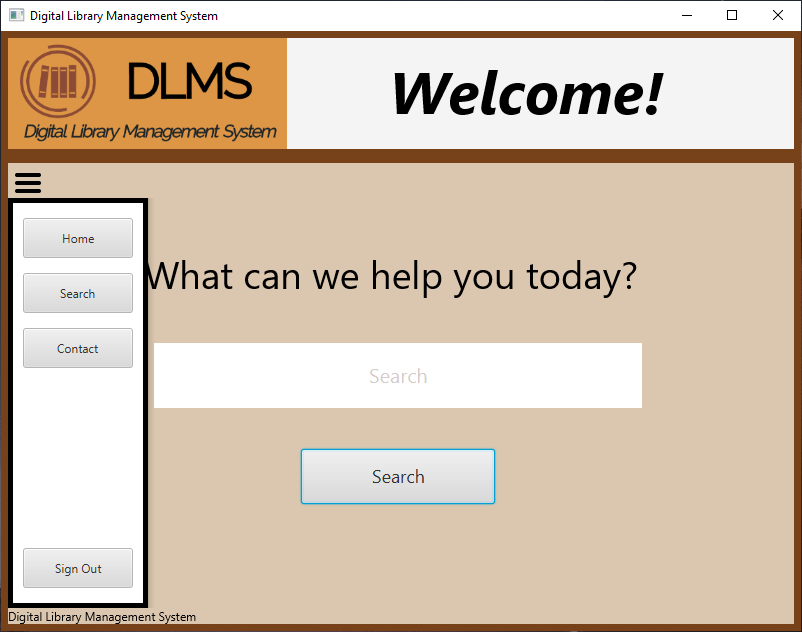 Digital Library Management System
DLMS
Digital Library Management System
Welcome!
Home
Search
Contact
Sign Out
What can we help you today?
Search
Search
Digital Library Management System